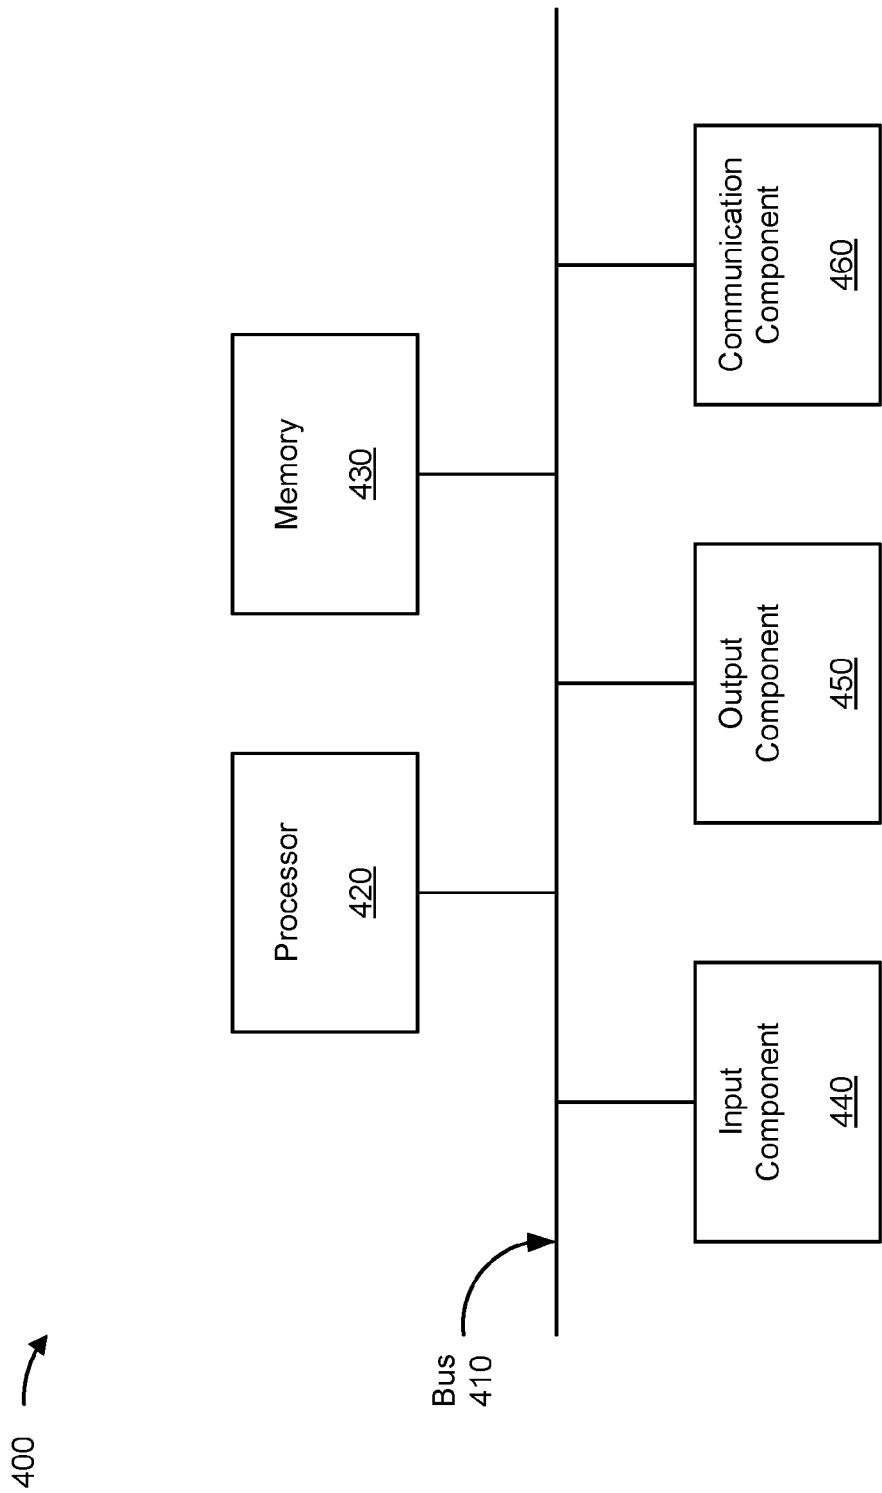 400
Bus
410
Processor
420
Memory
430
Input
Component
440
Output
Component
450
Communication
Component
460